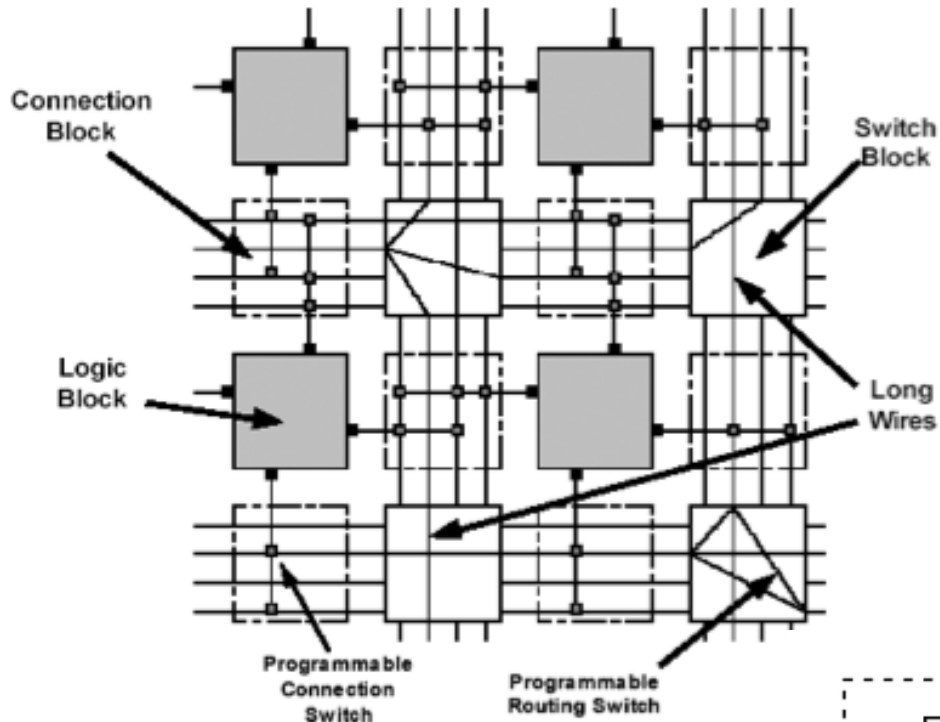 Connection
Block
Switch
Block
Logic
Block
Long
Wires
Programmable
Connection
Switch
Programmable
Routing Switch